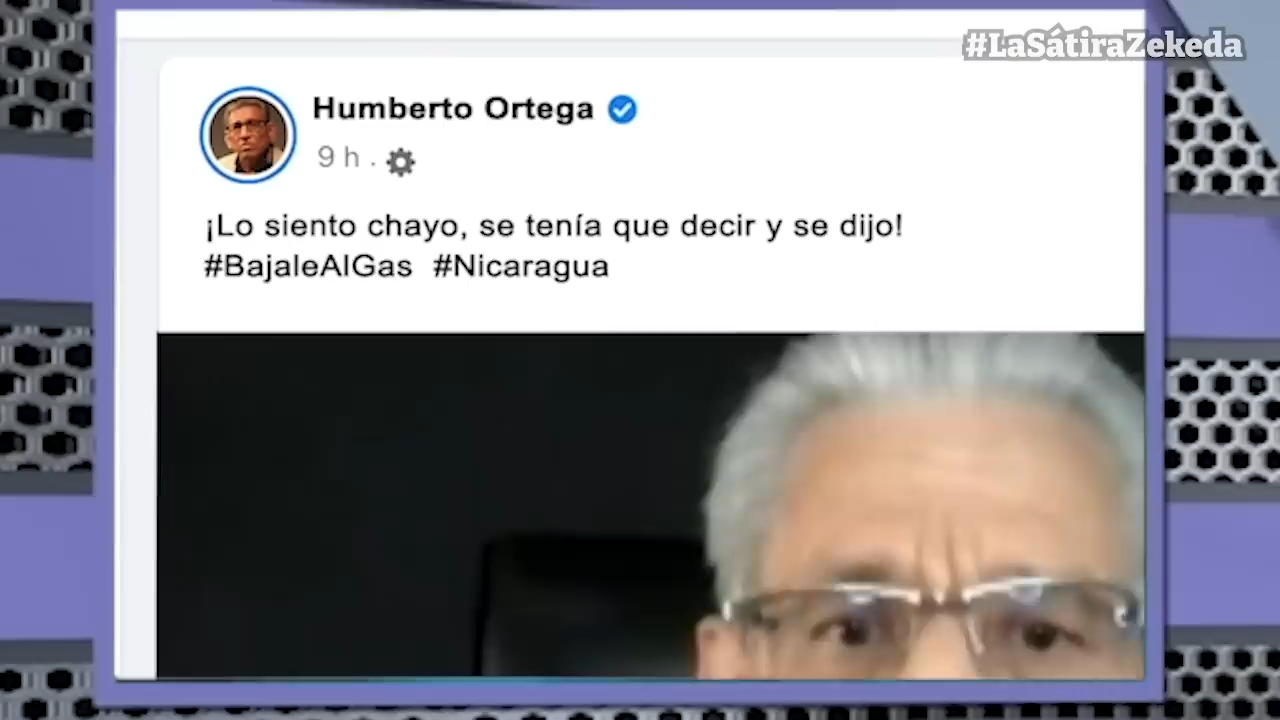 #LaSátiraZekeda
Humberto Ortega
9 h .
¡Lo siento chayo, se tenía que decir y se dijo!
#BajaleAlGas #Nicaragua